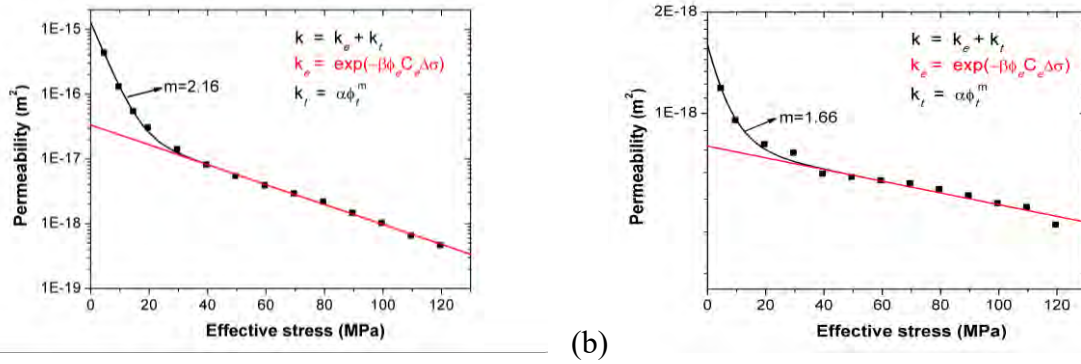 1E-15
1E-16
1E-17
1E-18
1E-19
Permeability (m²)
k = kₑ + kₜ
kₑ = exp(-βϕₑCₑΔσ)
kₜ = αϕₜᵐ
m=2.16
0 20 40 60 80 100 120
Effective stress (MPa)
(b)
2E-18
1E-18
Permeability (m²)
k = kₑ + kₜ
kₑ = exp(-βϕₑCₑΔσ)
kₜ = αϕₜᵐ
m=1.66
0 20 40 60 80 100 120
Effective stress (MPa)